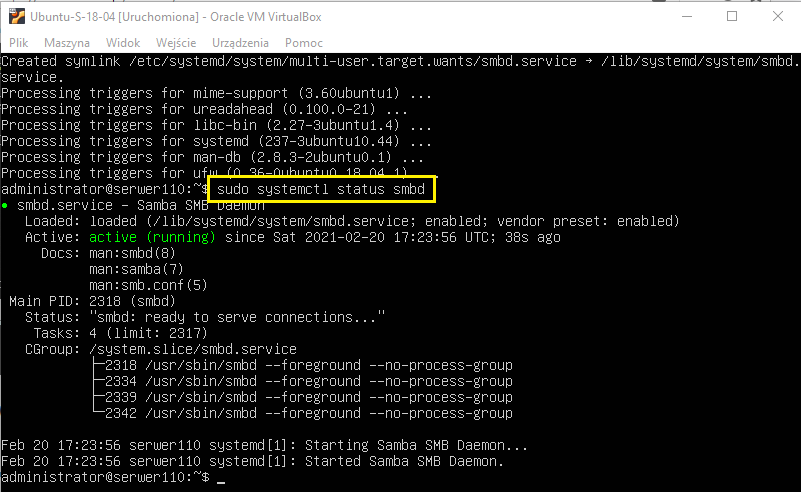 Ubuntu-S-18-04 [Uruchomiona] - Oracle VM VirtualBox
Plik Maszyna Widok Wejście Urządzenia Pomoc
Created symlink /etc/systemd/system/multi-user.target.wants/smbd.service → /lib/systemd/system/smbd.
service.
Processing triggers for mime-support (3.60ubuntu1) ...
Processing triggers for ureadahead (0.100.0-21) ...
Processing triggers for libc-bin (2.27-3ubuntu1.4) ...
Processing triggers for systemd (237-3ubuntu10.44) ...
Processing triggers for man-db (2.8.3-2ubuntu0.1) ...
Processing triggers for ufw (0.36-0ubuntu0.18.04.1) ...
administrator@serwer110:~$ sudo systemctl status smbd
● smbd.service - Samba SMB Daemon
Loaded: loaded (/lib/systemd/system/smbd.service; enabled; vendor preset: enabled)
Active: active (running) since Sat 2021-02-20 17:23:56 UTC; 38s ago
Docs: man:smbd(8)
man:samba(7)
man:smb.conf(5)
Main PID: 2318 (smbd)
Status: "smbd: ready to serve connections..."
Tasks: 4 (limit: 2317)
CGroup: /system.slice/smbd.service
├─2318 /usr/sbin/smbd --foreground --no-process-group
├─2334 /usr/sbin/smbd --foreground --no-process-group
├─2339 /usr/sbin/smbd --foreground --no-process-group
└─2342 /usr/sbin/smbd --foreground --no-process-group
Feb 20 17:23:56 serwer110 systemd[1]: Starting Samba SMB Daemon...
Feb 20 17:23:56 serwer110 systemd[1]: Started Samba SMB Daemon.
administrator@serwer110:~$ _